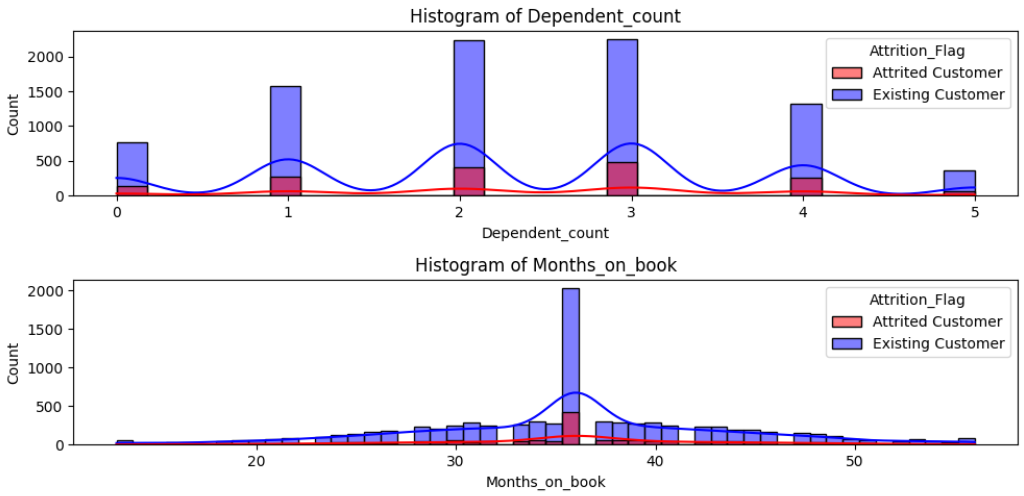 Histogram of Dependent_count
Count
2000
1500
1000
500
0
Attrition_Flag
Attrited Customer
Existing Customer
0 1 2 3 4 5
Dependent_count
Histogram of Months_on_book
Count
2000
1500
1000
500
0
Attrition_Flag
Attrited Customer
Existing Customer
20 30 40 50
Months_on_book